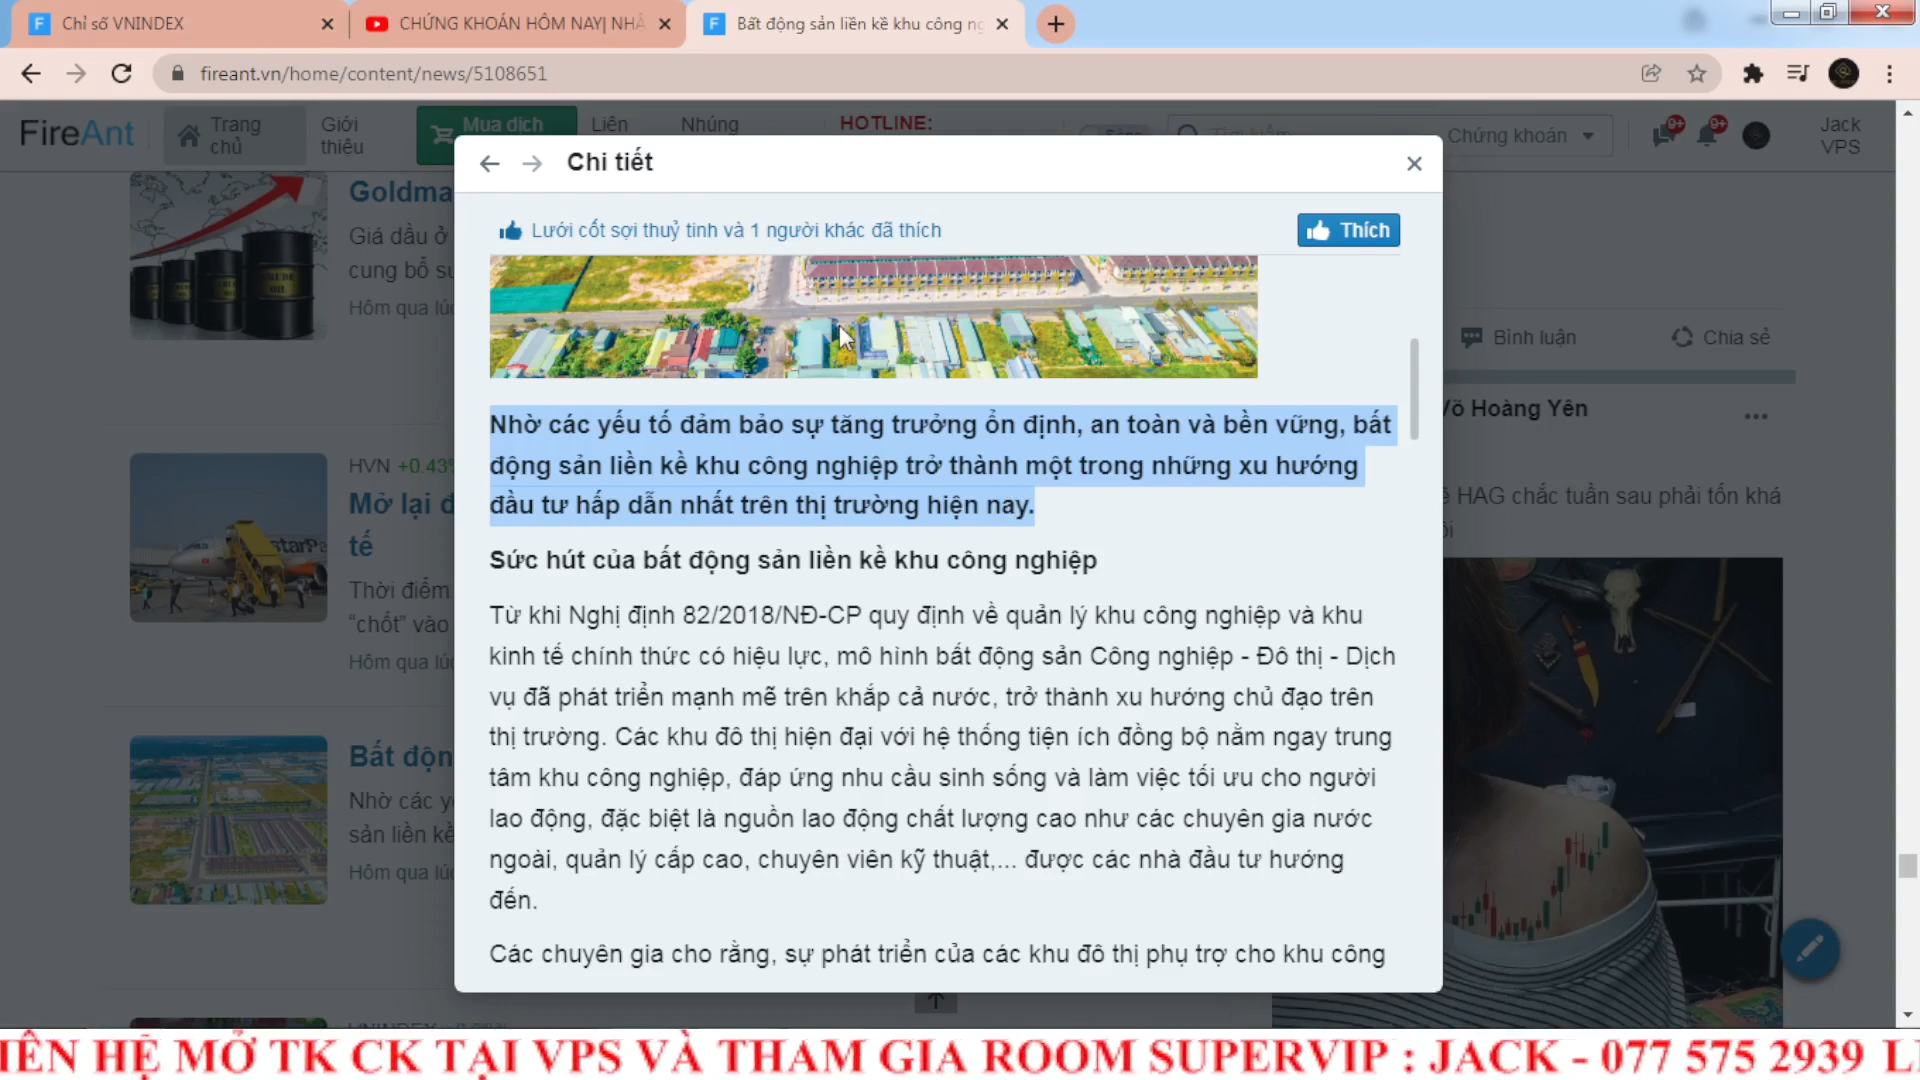 Chỉ số VNINDEX
CHỨNG KHOÁN HÔM NAY| NHÀ
Bất động sản liền kề khu công ng
fireant.vn/home/content/news/5108651
FireAnt
Trang chủ
Giới thiệu
Mua dịch
Liên
Nhúng
HOTLINE:
Sáng
Tìm kiếm
Chứng khoán
9+
9+
Jack VPS
Chi tiết
Lưới cốt sợi thuỷ tinh và 1 người khác đã thích
Thích
Goldma
Giá dầu ở
cung bổ su
Hôm qua lúc
CRUDE OIL
HVN +0.43%
Mở lại đ
tế
Thời điểm
“chốt” vào
Hôm qua lúc
Bất độn
Nhờ các yế
sản liền kề
Hôm qua lúc
VNINDEX
Nhờ các yếu tố đảm bảo sự tăng trưởng ổn định, an toàn và bền vững, bất
động sản liền kề khu công nghiệp trở thành một trong những xu hướng
đầu tư hấp dẫn nhất trên thị trường hiện nay.
Sức hút của bất động sản liền kề khu công nghiệp
Từ khi Nghị định 82/2018/NĐ-CP quy định về quản lý khu công nghiệp và khu
kinh tế chính thức có hiệu lực, mô hình bất động sản Công nghiệp - Đô thị - Dịch
vụ đã phát triển mạnh mẽ trên khắp cả nước, trở thành xu hướng chủ đạo trên
thị trường. Các khu đô thị hiện đại với hệ thống tiện ích đồng bộ nằm ngay trung
tâm khu công nghiệp, đáp ứng nhu cầu sinh sống và làm việc tối ưu cho người
lao động, đặc biệt là nguồn lao động chất lượng cao như các chuyên gia nước
ngoài, quản lý cấp cao, chuyên viên kỹ thuật,... được các nhà đầu tư hướng
đến.
Các chuyên gia cho rằng, sự phát triển của các khu đô thị phụ trợ cho khu công
Bình luận
Chia sẻ
Võ Hoàng Yên
HAG chắc tuần sau phải tốn khá
IÊN HỆ MỞ TK CK TẠI VPS VÀ THAM GIA ROOM SUPERVIP : JACK - 077 575 2939 LI